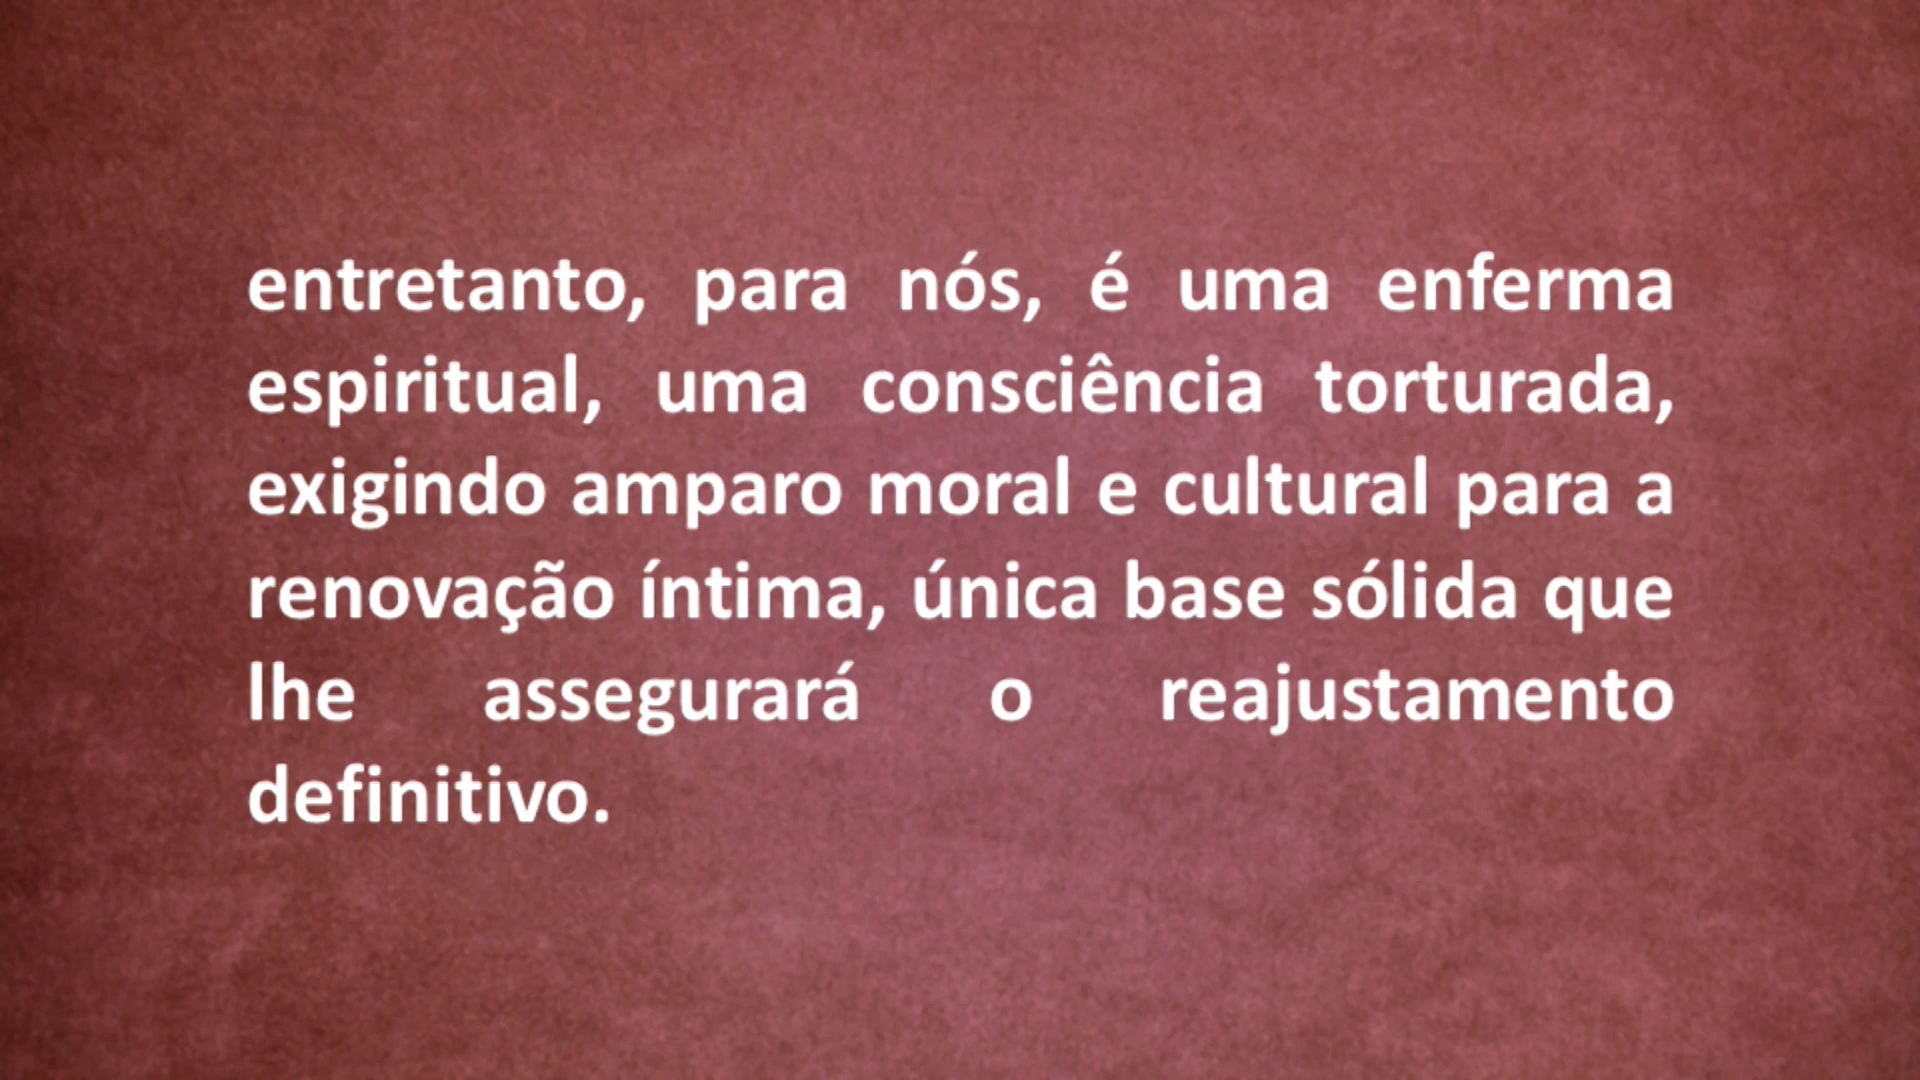 entretanto, para nós, é uma enferma
espiritual, uma consciência torturada,
exigindo amparo moral e cultural para a
renovação íntima, única base sólida que
lhe assegurará o reajustamento
definitivo.